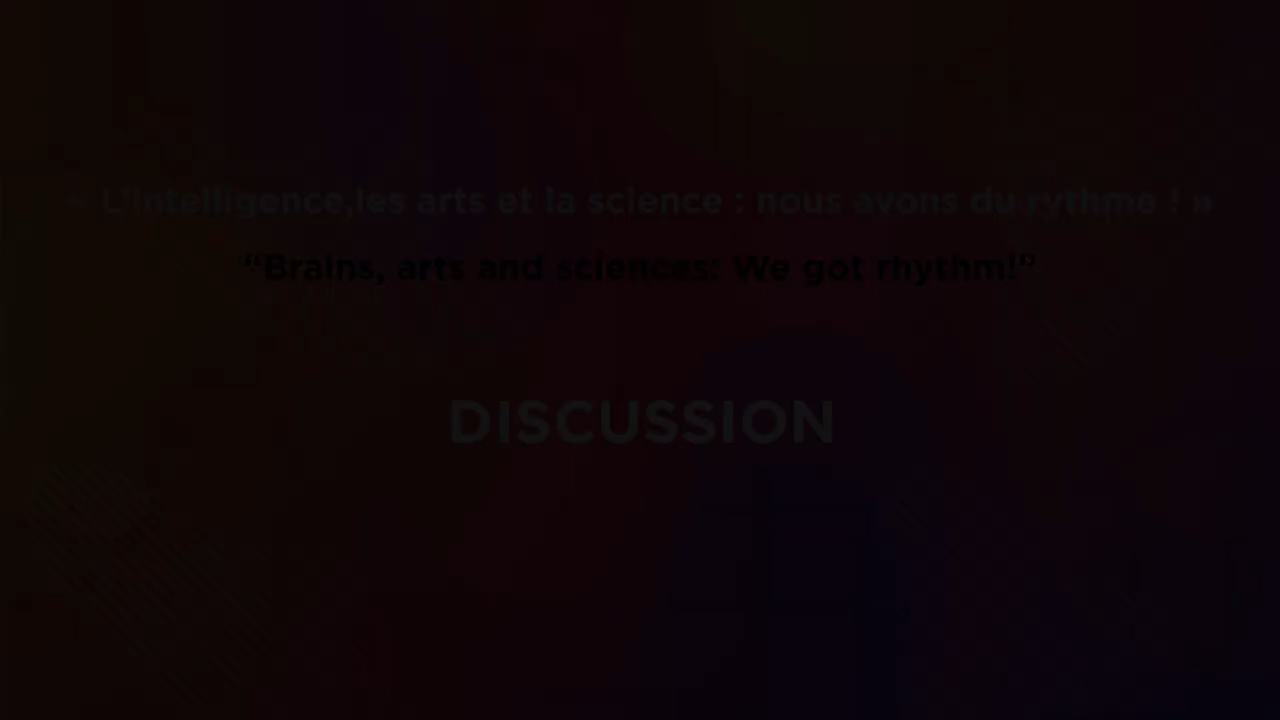 « L'intelligence,les arts et la science : nous avons du rythme ! »
“Brains, arts and sciences: We got rhythm!”
DISCUSSION